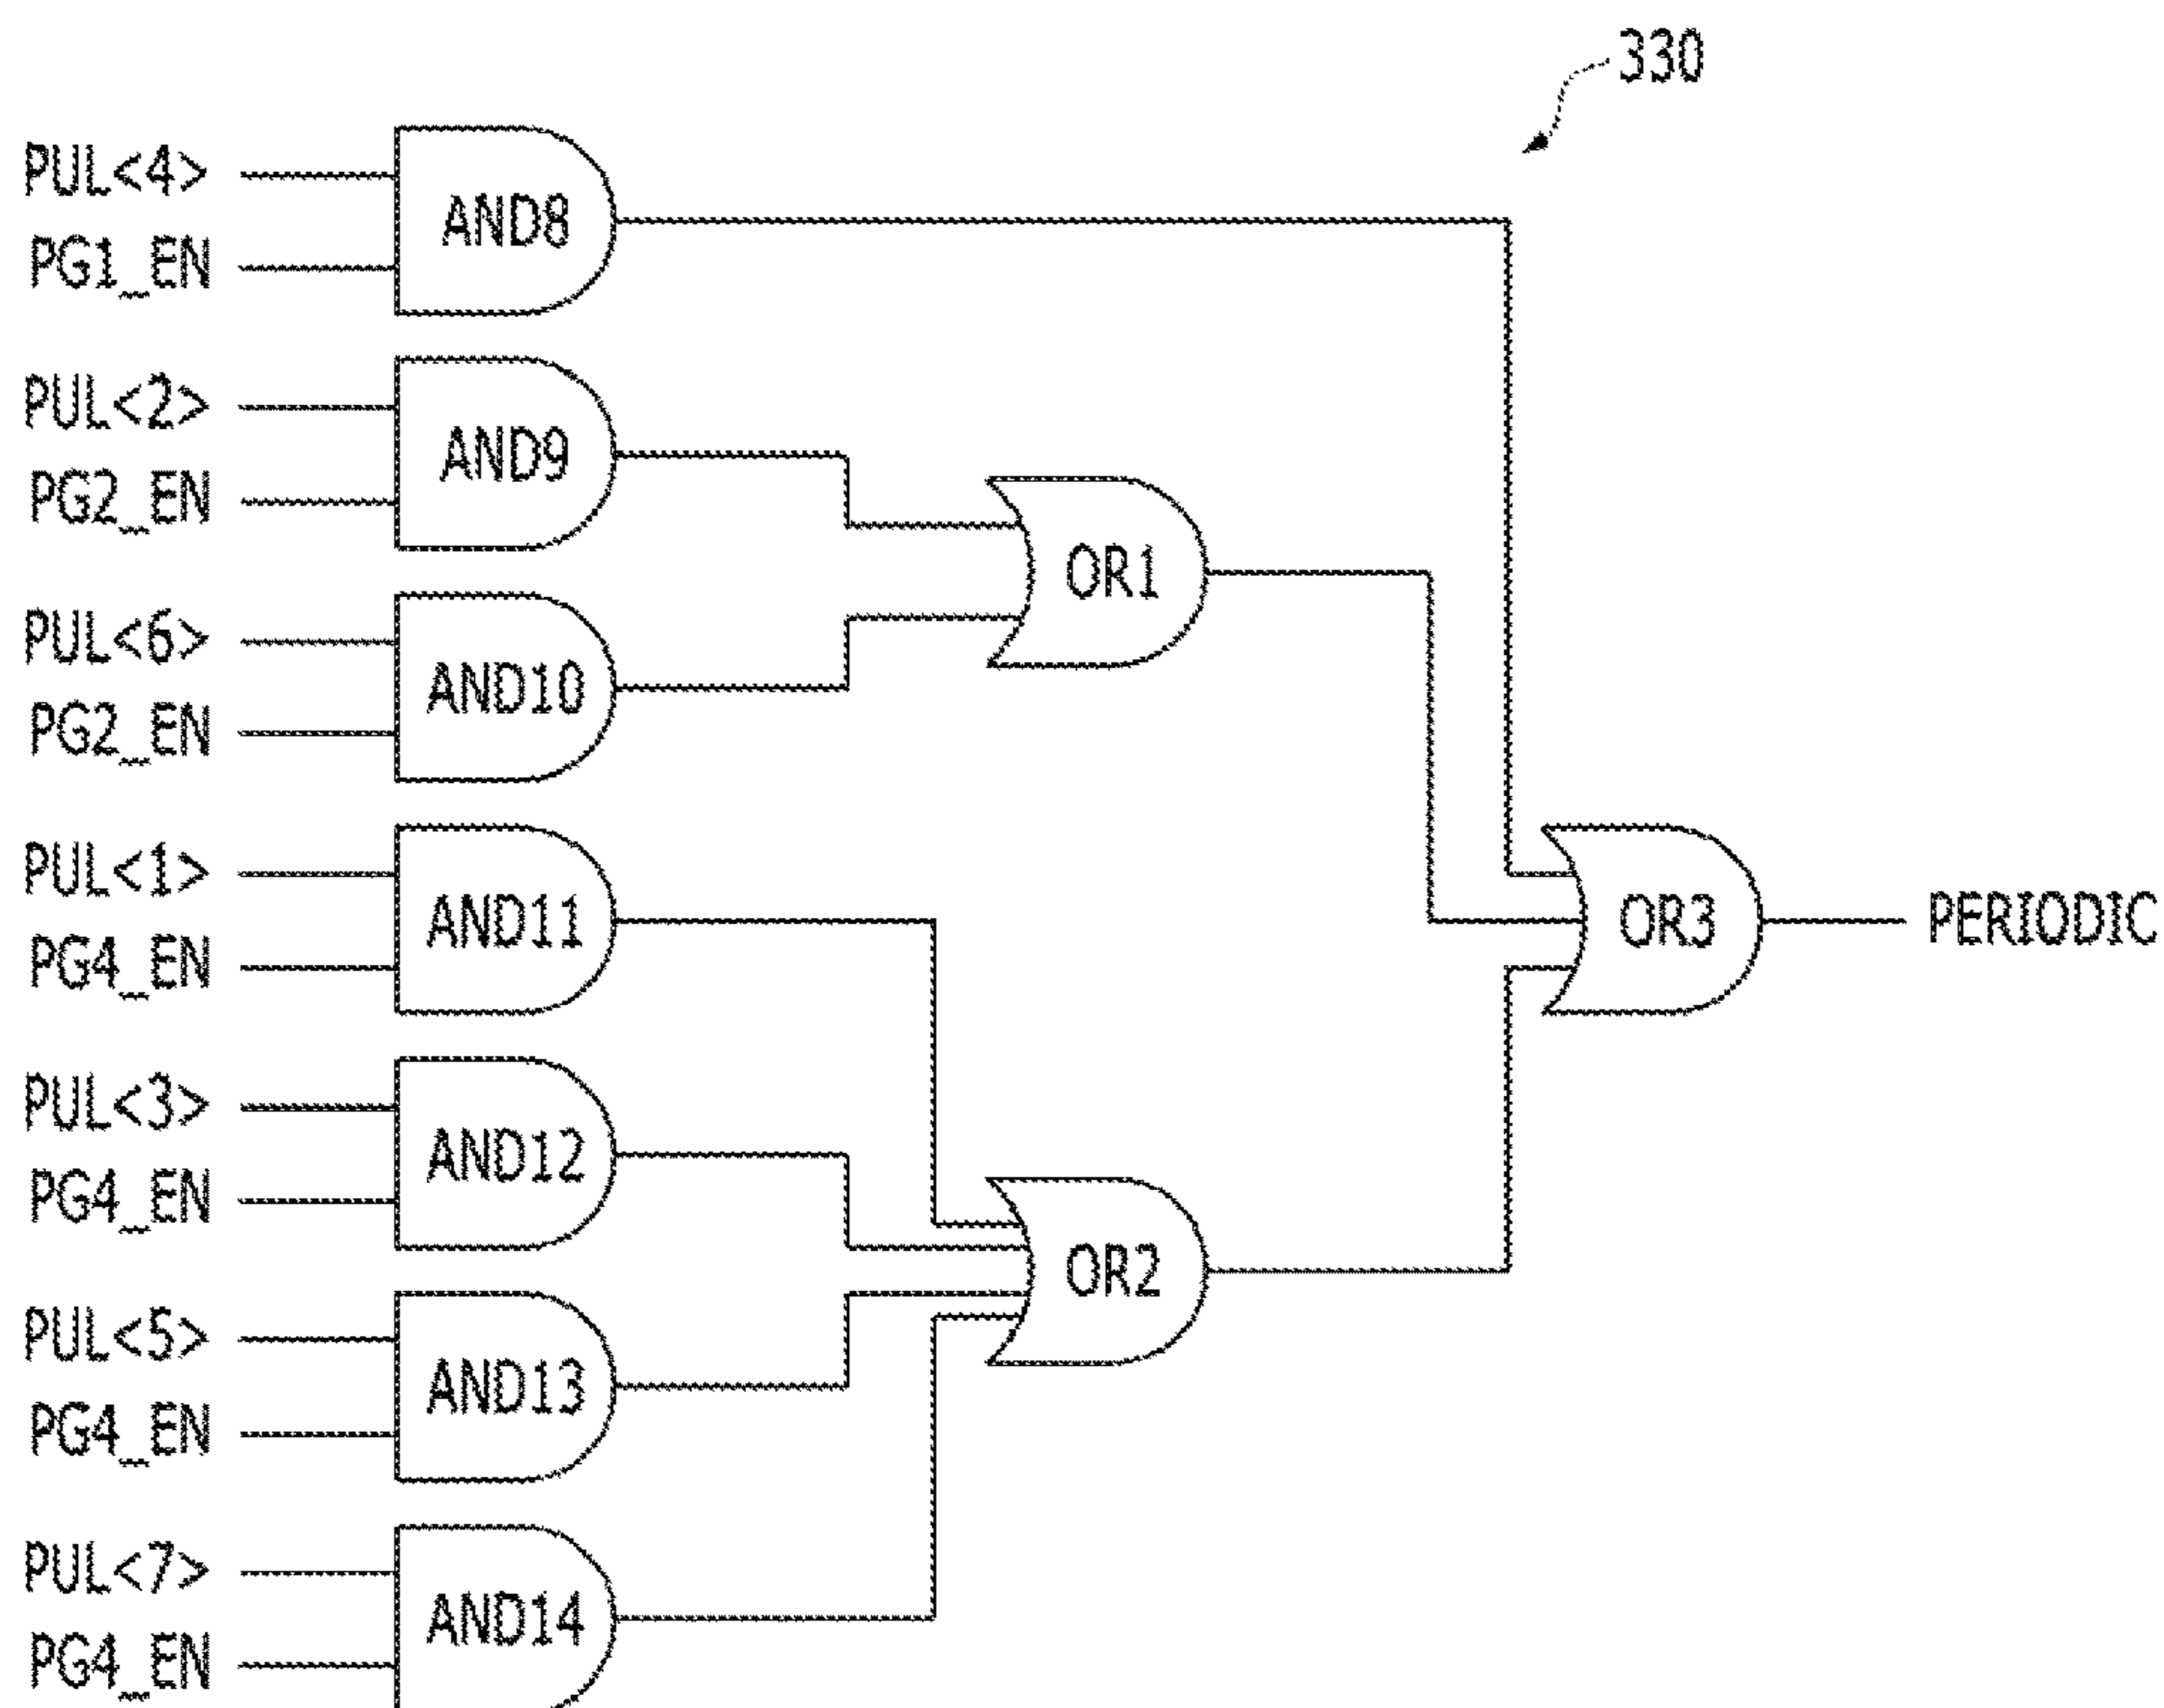 330
PUL<4>
AND8
PG1_EN
PUL<2>
AND9
PG2_EN
OR1
PUL<6>
AND10
PG2_EN
PUL<1>
AND11
PG4_EN
OR3
PERIODIC
PUL<3>
AND12
PG4_EN
OR2
PUL<5>
AND13
PG4_EN
PUL<7>
AND14
PG4_EN